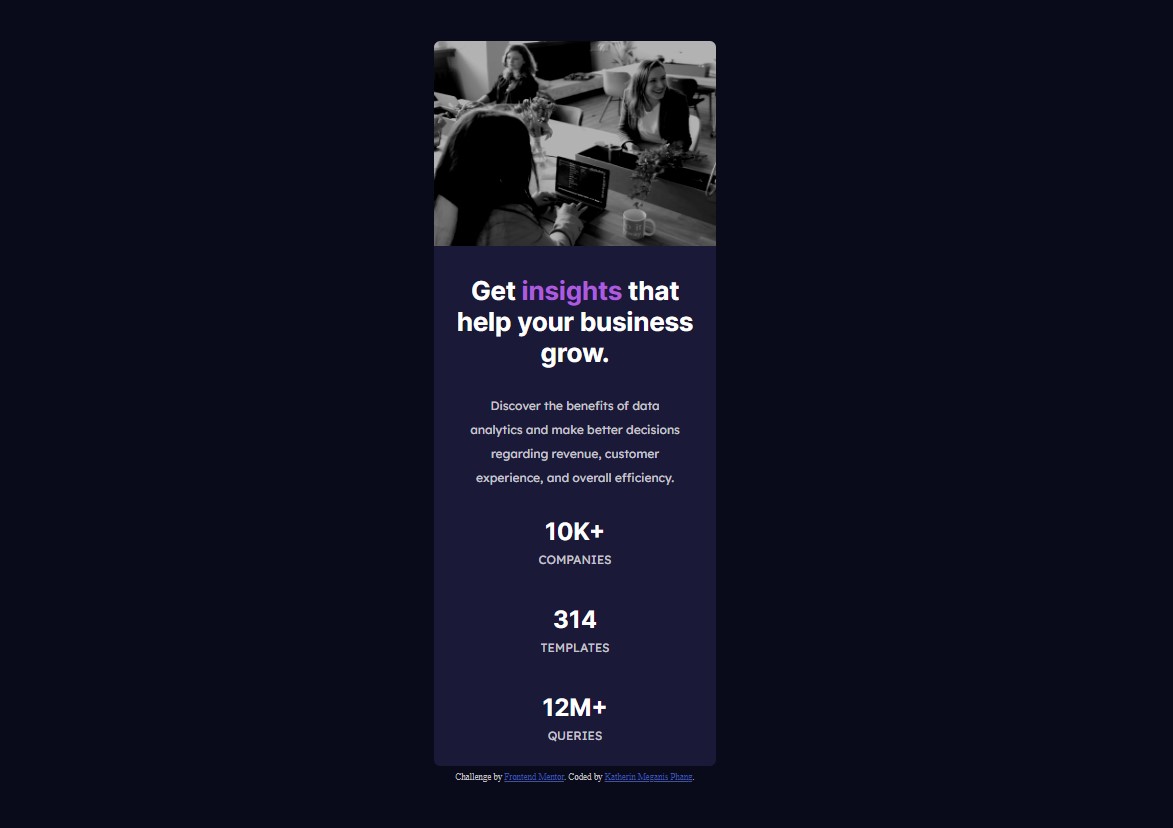 Get insights that
help your business
grow.
Discover the benefits of data
analytics and make better decisions
regarding revenue, customer
experience, and overall efficiency.
10K+
COMPANIES
314
TEMPLATES
12M+
QUERIES
Challenge by Frontend Mentor. Coded by Katherin Meganis Phang.